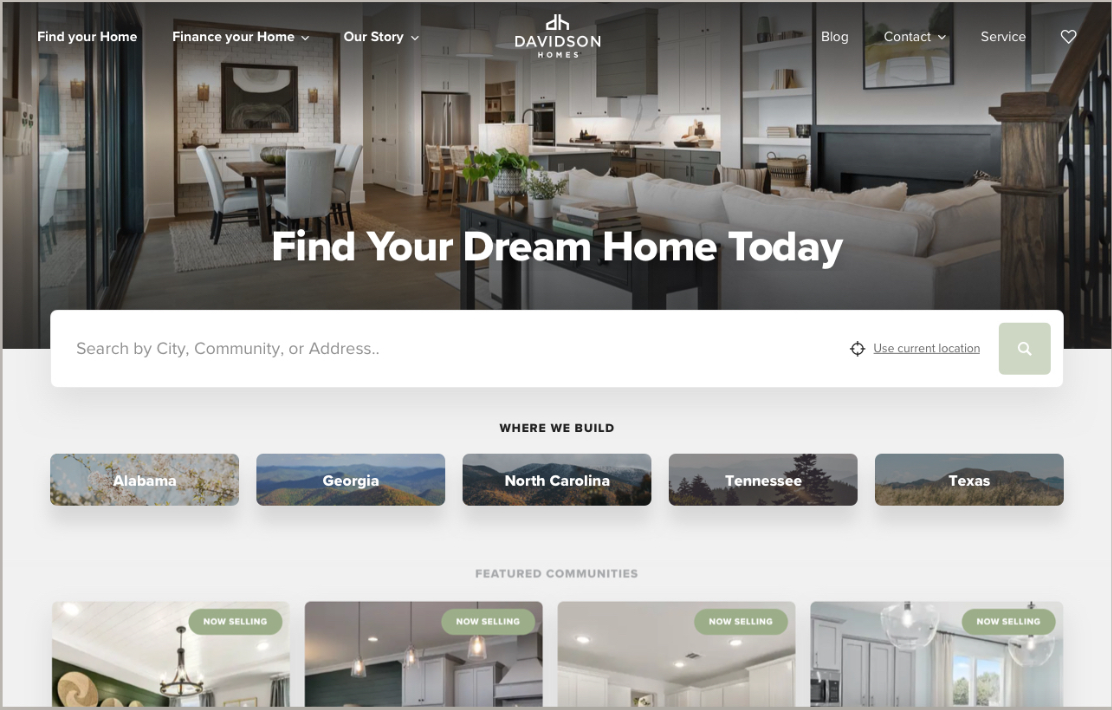 Find your Home
Finance your Home
Our Story
dh
DAVIDSON
HOMES
Blog
Contact
Service
Find Your Dream Home Today
Search by City, Community, or Address..
Use current location
WHERE WE BUILD
Alabama
Georgia
North Carolina
Tennessee
Texas
FEATURED COMMUNITIES
NOW SELLING
NOW SELLING
NOW SELLING
NOW SELLING